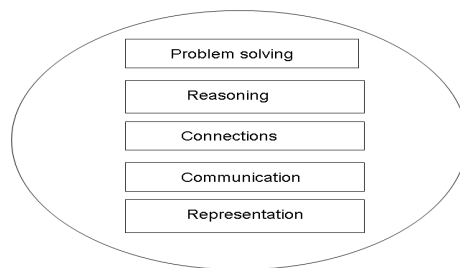 Problem solving
Reasoning
Connections
Communication
Representation